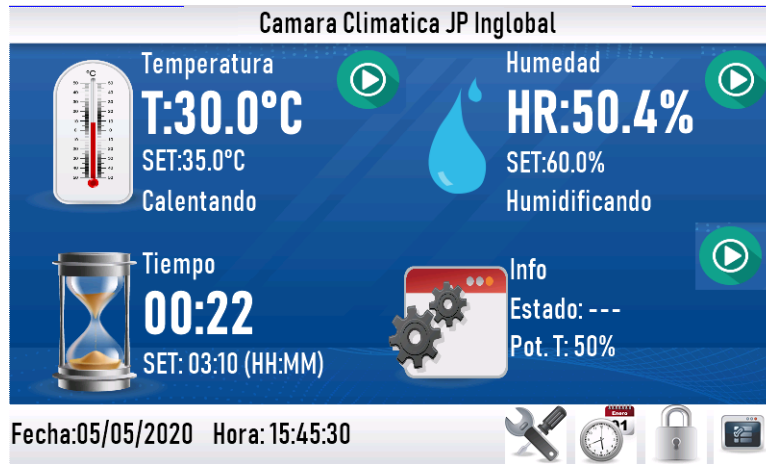 Camara Climatica JP Inglobal
Temperatura
T:30.0°C
SET:35.0°C
Calentando
Humedad
HR:50.4%
SET:60.0%
Humidificando
°C
Tiempo
00:22
SET: 03:10 (HH:MM)
Info
Estado: ---
Pot. T: 50%
Fecha:05/05/2020 Hora: 15:45:30
Enero